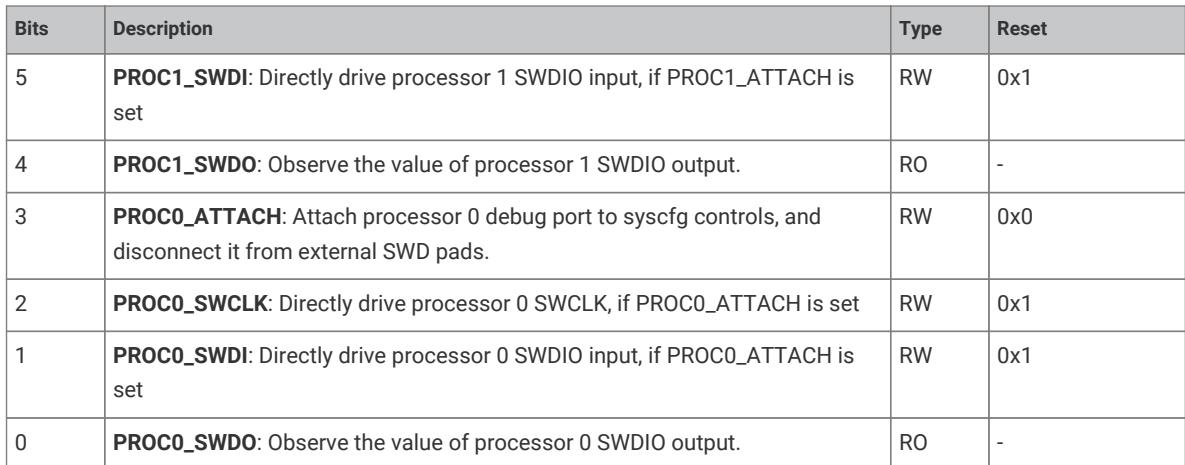 Bits Description Type Reset
5 PROC1_SWDI: Directly drive processor 1 SWDIO input, if PROC1_ATTACH is RW 0x1
set
4 PROC1_SWDO: Observe the value of processor 1 SWDIO output. RO -
3 PROC0_ATTACH: Attach processor 0 debug port to syscfg controls, and RW 0x0
disconnect it from external SWD pads.
2 PROC0_SWCLK: Directly drive processor 0 SWCLK, if PROC0_ATTACH is set RW 0x1
1 PROC0_SWDI: Directly drive processor 0 SWDIO input, if PROC0_ATTACH is RW 0x1
set
0 PROC0_SWDO: Observe the value of processor 0 SWDIO output. RO -